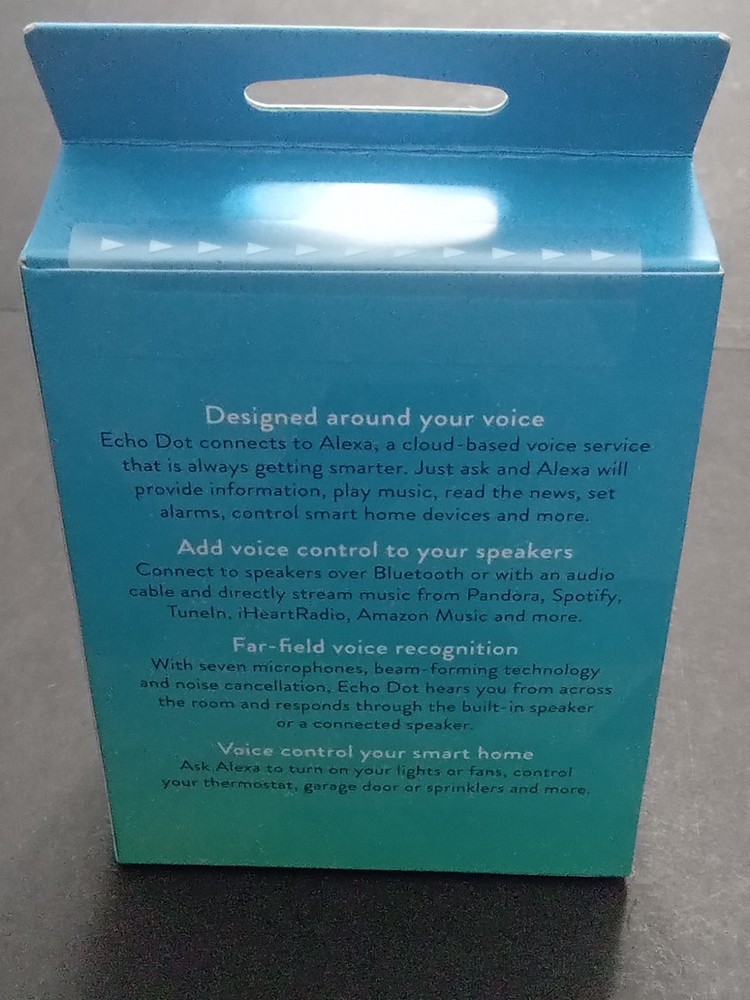 Designed around your voice
Echo Dot connects to Alexa, a cloud-based voice service
that is always getting smarter. Just ask and Alexa will
provide information, play music, read the news, set
alarms, control smart home devices and more.
Add voice control to your speakers
Connect to speakers over Bluetooth or with an audio
cable and directly stream music from Pandora, Spotify,
TuneIn, iHeartRadio, Amazon Music and more.
Far-field voice recognition
With seven microphones, beam-forming technology
and noise cancellation, Echo Dot hears you from across
the room and responds through the built-in speaker
or a connected speaker.
Voice control your smart home
Ask Alexa to turn on your lights or fans, control
your thermostat, garage door or sprinklers and more.